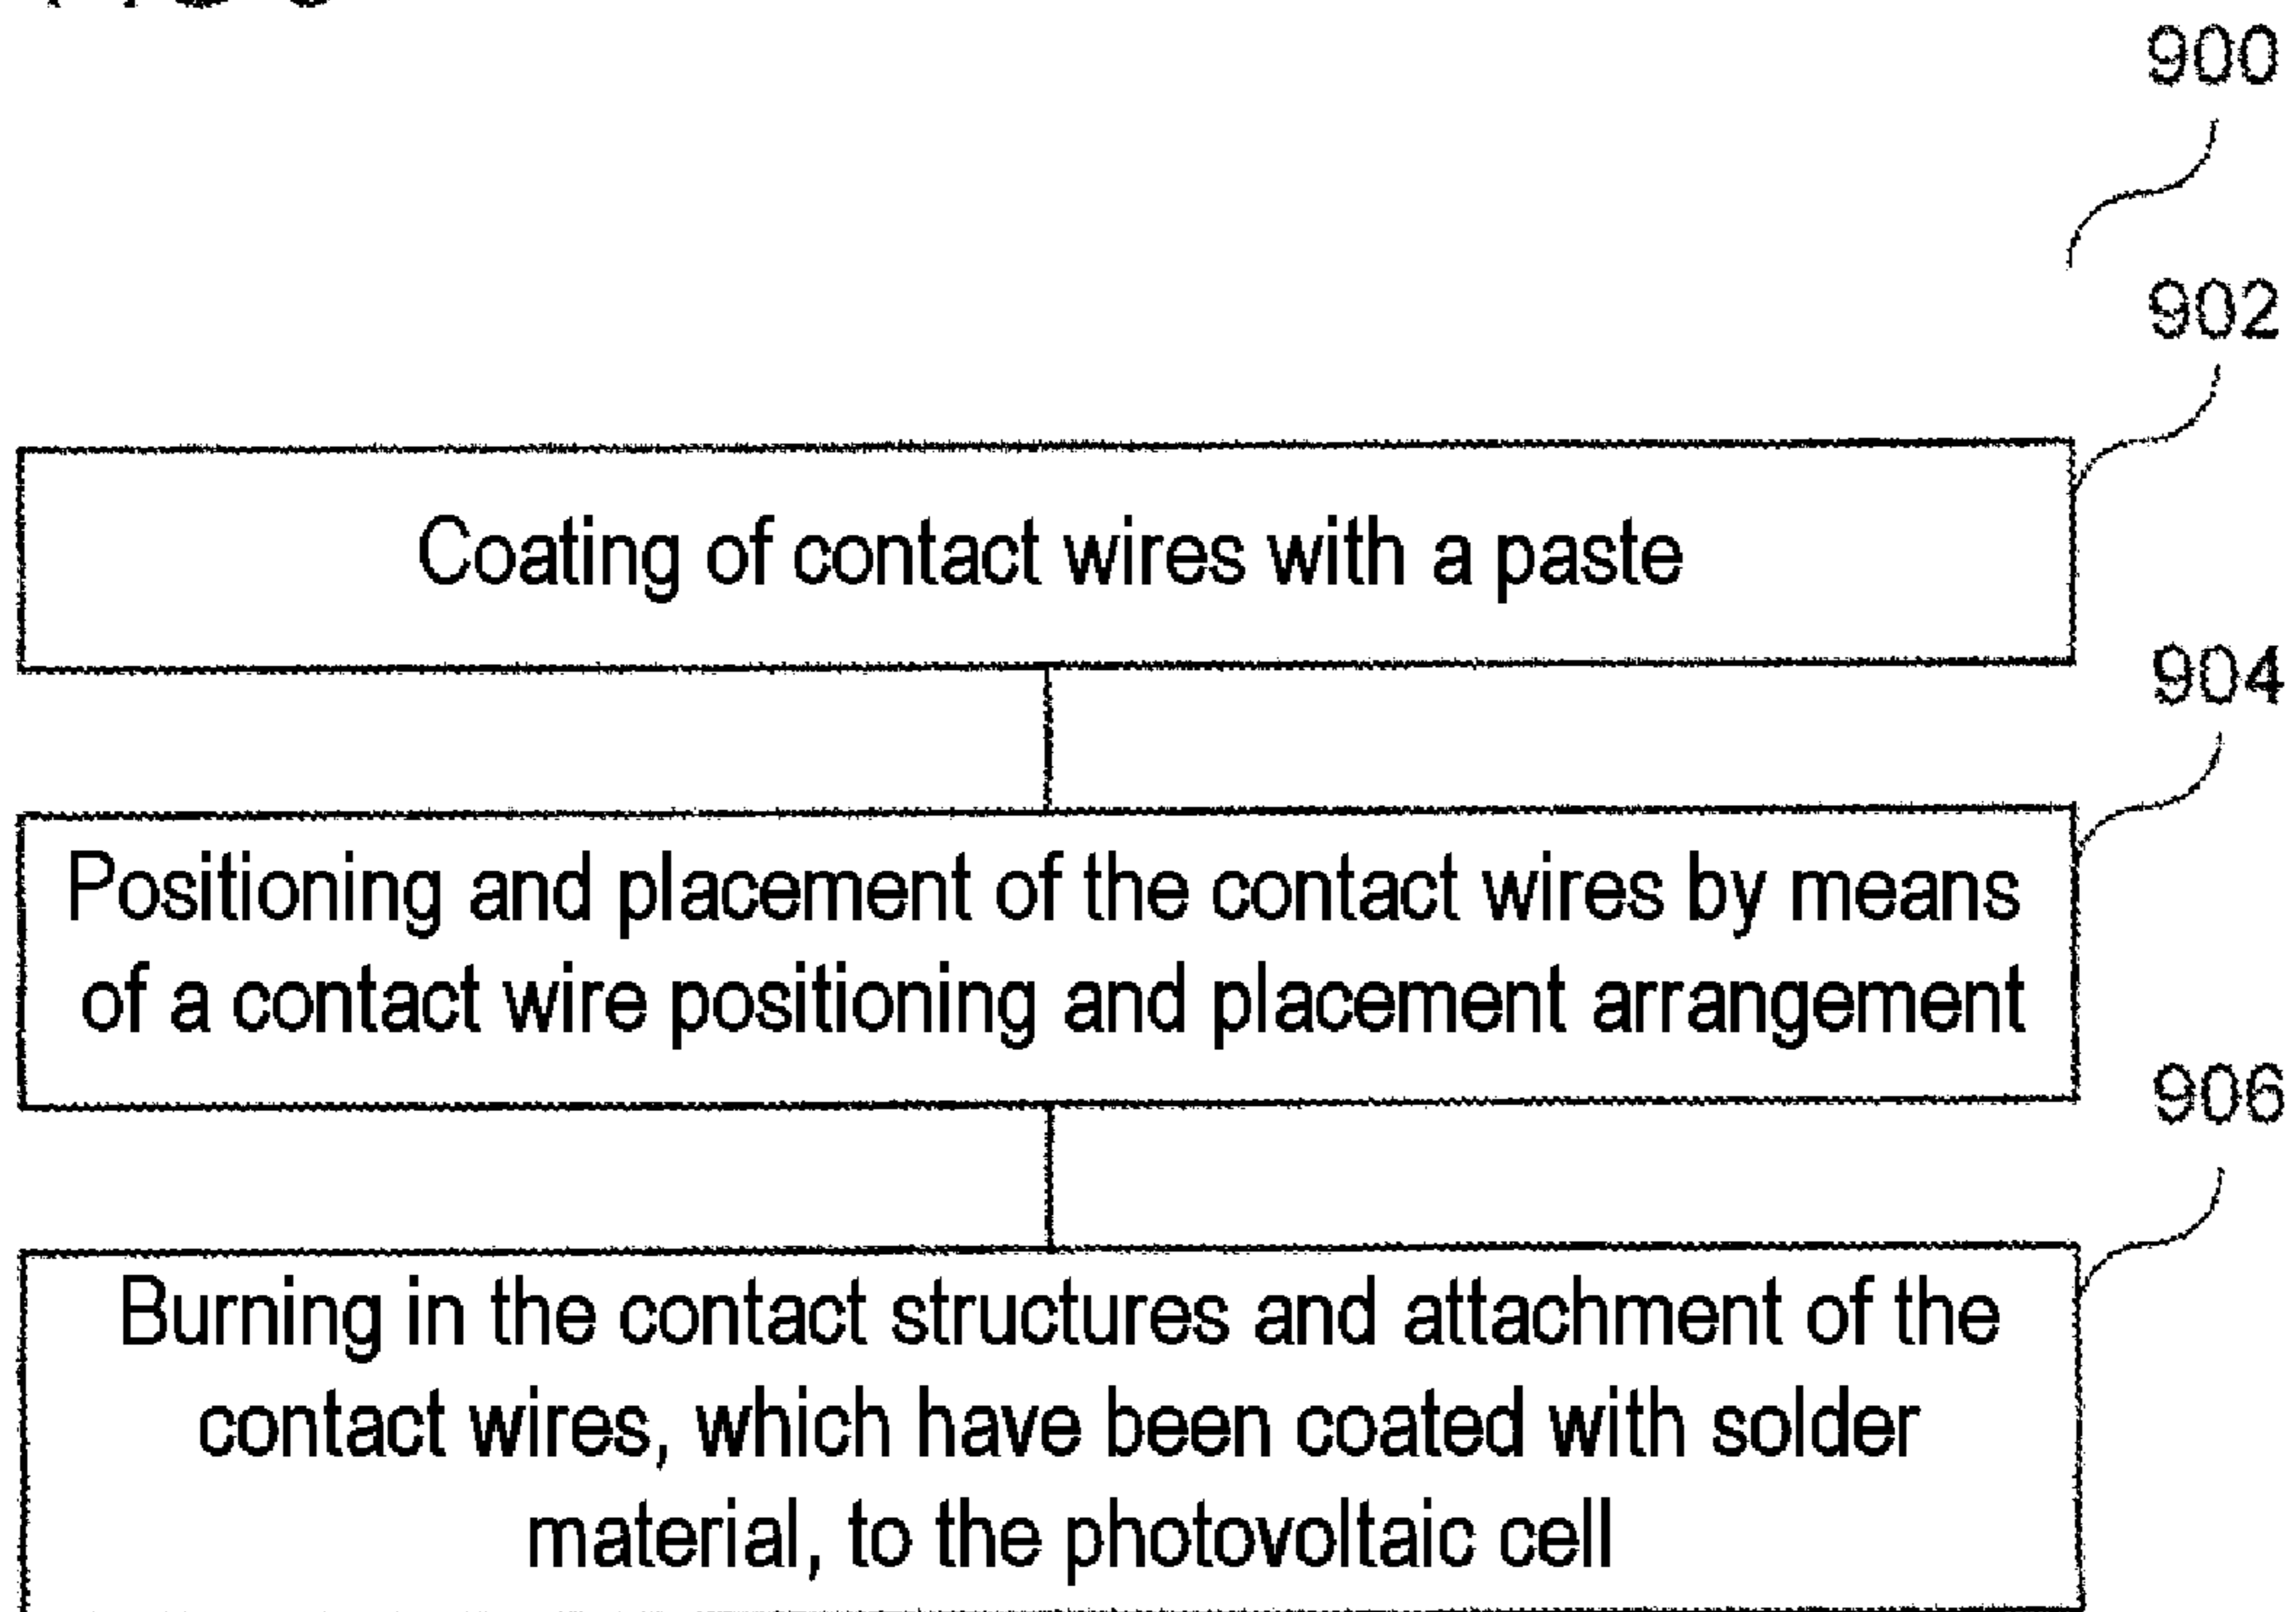 900
902
Coating of contact wires with a paste
904
Positioning and placement of the contact wires by means
of a contact wire positioning and placement arrangement
906
Burning in the contact structures and attachment of the
contact wires, which have been coated with solder
material, to the photovoltaic cell